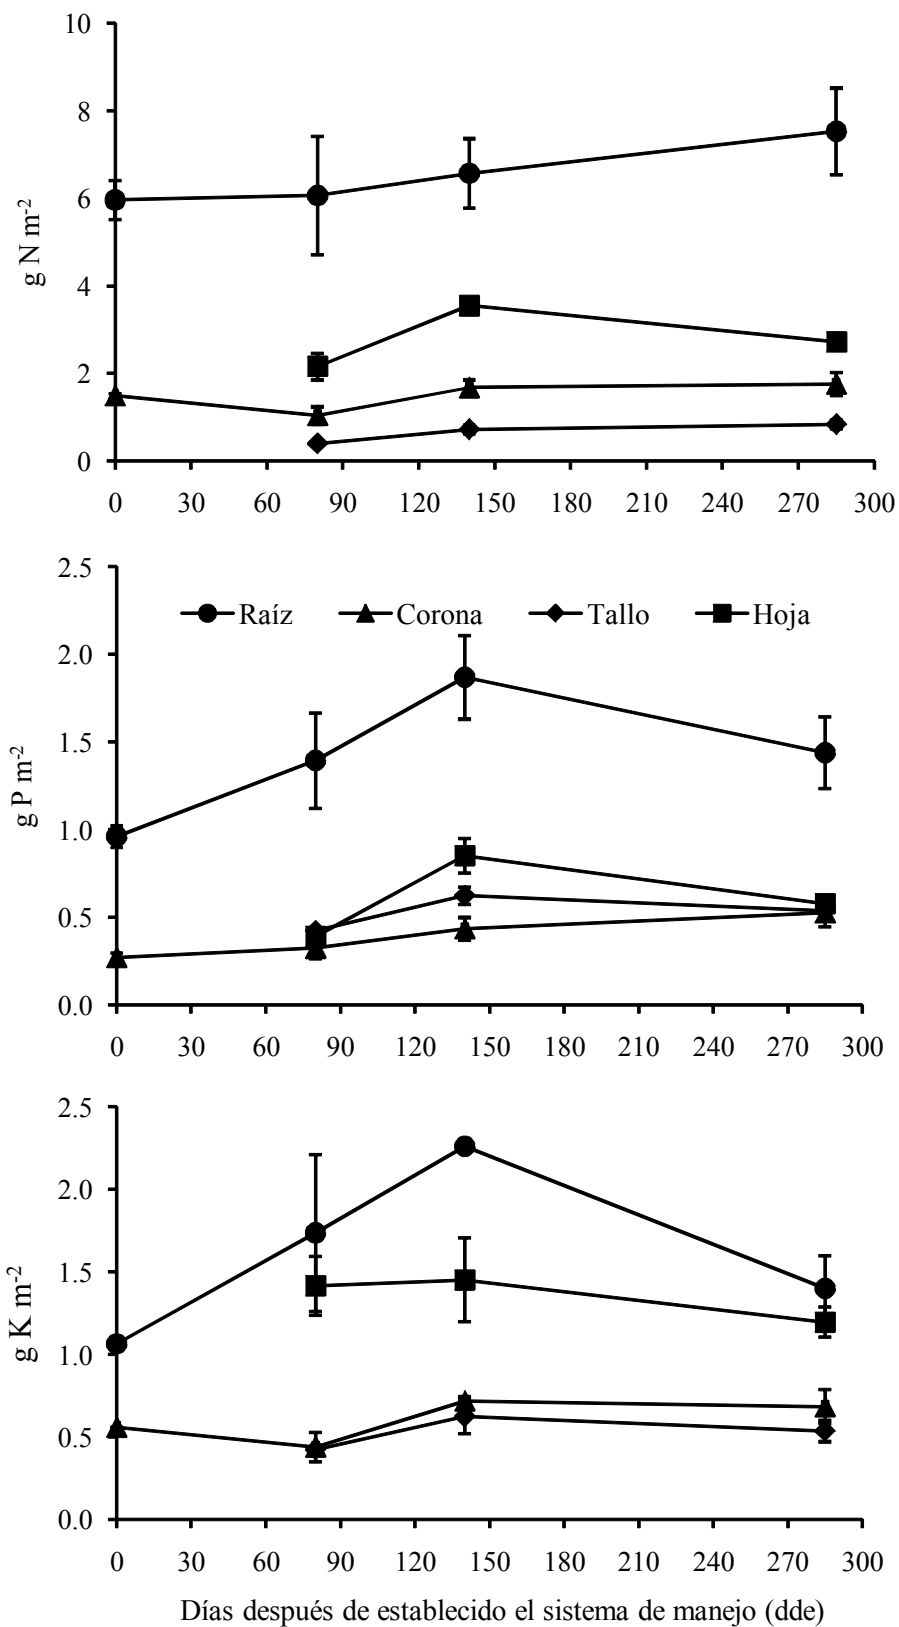 10
8
6
4
2
0
g N m-2
0 30 60 90 120 150 180 210 240 270 300
2.5
2.0
1.5
1.0
0.5
0.0
g P m-2
Raíz Corona Tallo Hoja
0 30 60 90 120 150 180 210 240 270 300
2.5
2.0
1.5
1.0
0.5
0.0
g K m-2
0 30 60 90 120 150 180 210 240 270 300
Días después de establecido el sistema de manejo (dde)